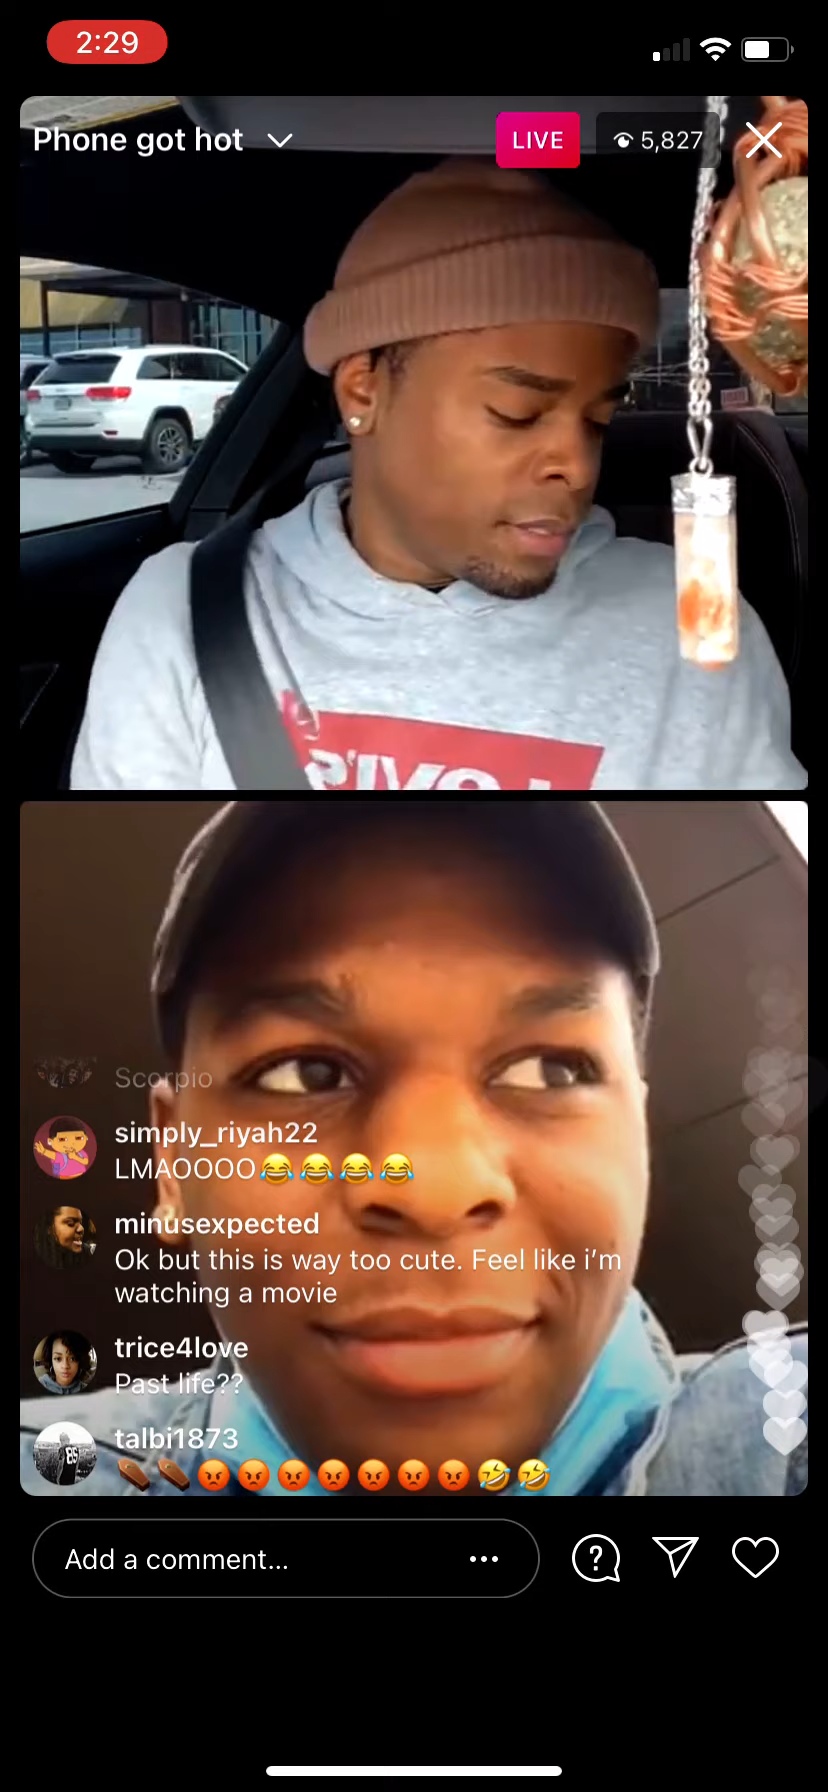 2:29
Phone got hot
LIVE
5,827
Levi's
Scorpio
simply_riyah22
LMAOOOO😂😂😂😂
minusexpected
Ok but this is way too cute. Feel like i'm
watching a movie
trice4love
Past life??
talbi1873
⚰️⚰️😡😡😡😡😡😡😡🤣🤣
Add a comment...